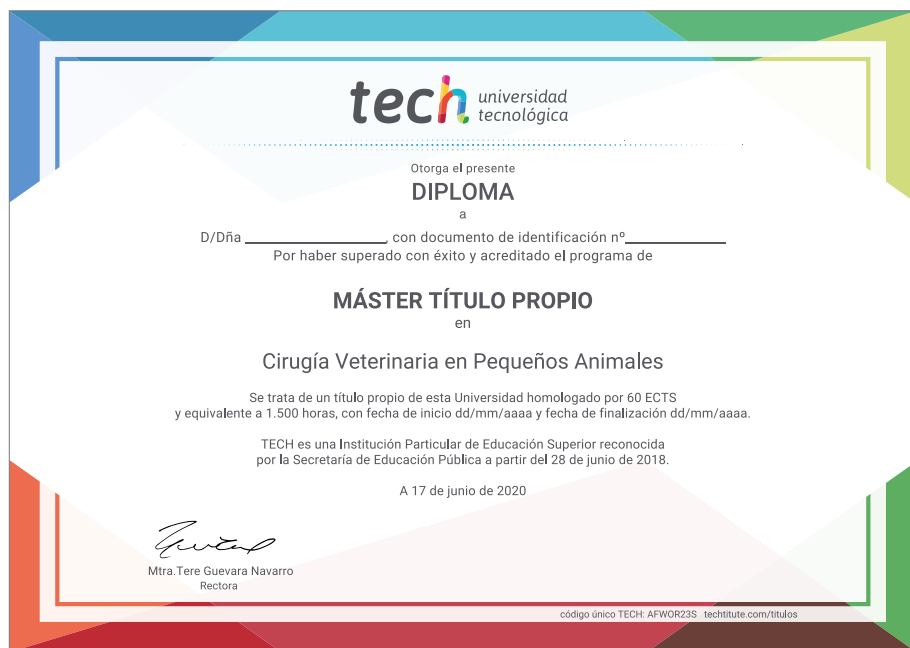 tech universidad tecnológica
Otorga el presente
DIPLOMA
a
D/Dña ____________________, con documento de identificación nº______________
Por haber superado con éxito y acreditado el programa de
MÁSTER TÍTULO PROPIO
en
Cirugía Veterinaria en Pequeños Animales
Se trata de un título propio de esta Universidad homologado por 60 ECTS
y equivalente a 1.500 horas, con fecha de inicio dd/mm/aaaa y fecha de finalización dd/mm/aaaa.
TECH es una Institución Particular de Educación Superior reconocida
por la Secretaría de Educación Pública a partir del 28 de junio de 2018.
A 17 de junio de 2020
Mtra.Tere Guevara Navarro
Rectora
código único TECH: AFWOR23S techtitute.com/titulos